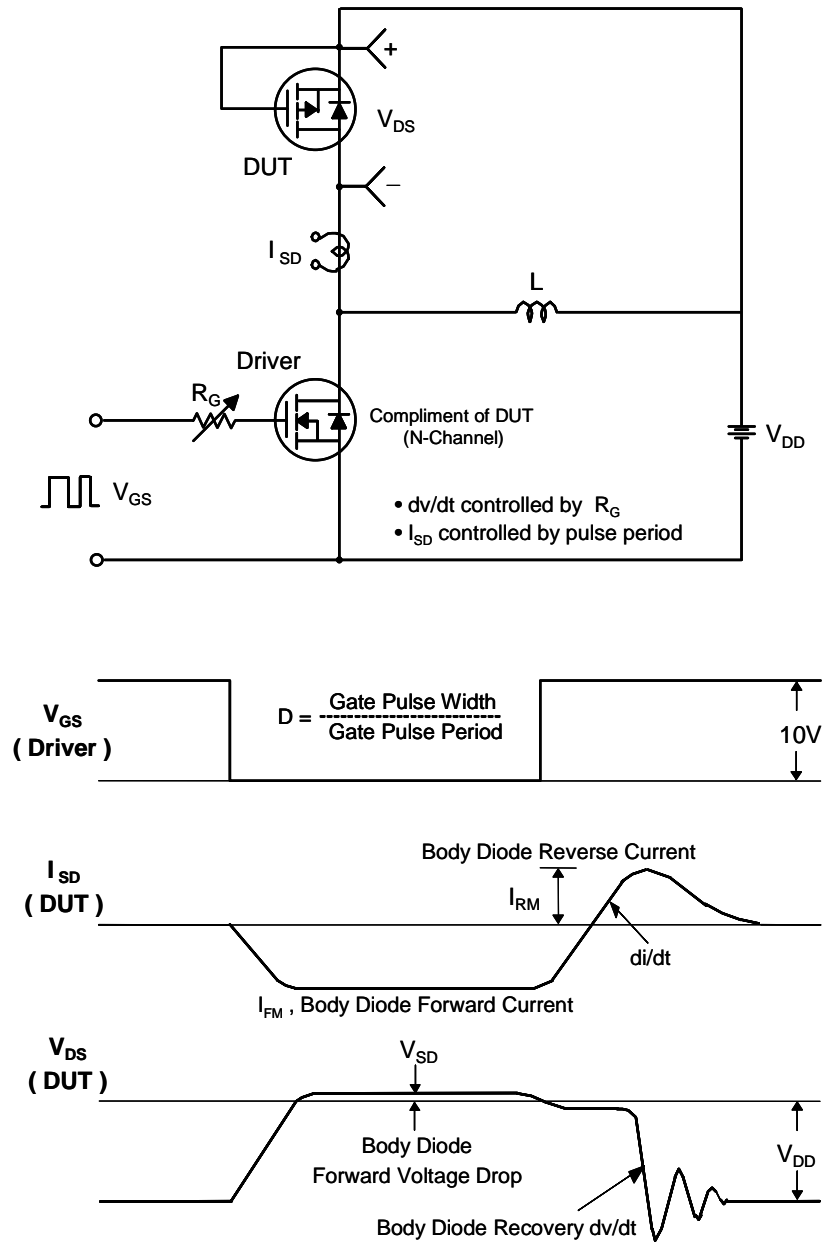 +
V_DS
DUT
–
I_SD
L
Driver
R_G
Compliment of DUT
(N-Channel)
V_DD
V_GS
• dv/dt controlled by R_G
• I_SD controlled by pulse period
V_GS
( Driver )
D = Gate Pulse Width
Gate Pulse Period
10V
I_SD
( DUT )
Body Diode Reverse Current
I_RM
di/dt
I_FM , Body Diode Forward Current
V_DS
( DUT )
V_SD
Body Diode
Forward Voltage Drop
V_DD
Body Diode Recovery dv/dt